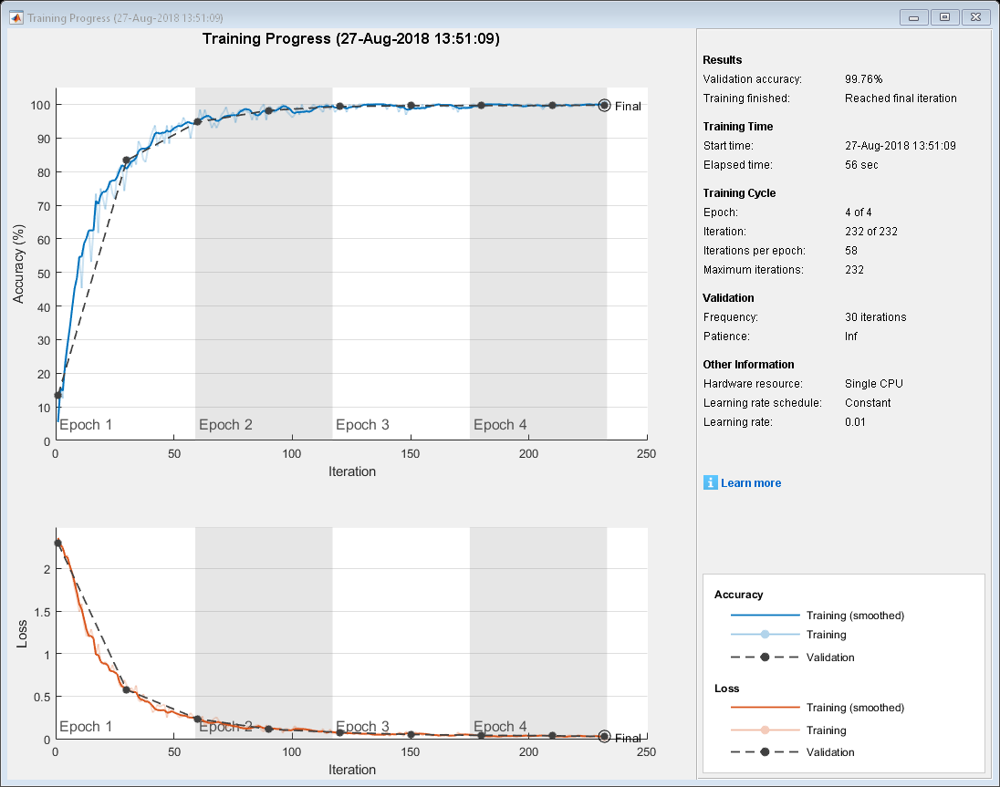 Training Progress (27-Aug-2018 13:51:09)
Training Progress (27-Aug-2018 13:51:09)
100
90
80
70
60
50
40
30
20
10
0
Accuracy (%)
Final
Epoch 1
Epoch 2
Epoch 3
Epoch 4
0
50
100
150
200
250
Iteration
2
1.5
1
0.5
0
Loss
Epoch 1
Epoch 2
Epoch 3
Epoch 4
Final
0
50
100
150
200
250
Iteration
Results
Validation accuracy: 99.76%
Training finished: Reached final iteration
Training Time
Start time: 27-Aug-2018 13:51:09
Elapsed time: 56 sec
Training Cycle
Epoch: 4 of 4
Iteration: 232 of 232
Iterations per epoch: 58
Maximum iterations: 232
Validation
Frequency: 30 iterations
Patience: Inf
Other Information
Hardware resource: Single CPU
Learning rate schedule: Constant
Learning rate: 0.01
i Learn more
Accuracy
Training (smoothed)
Training
Validation
Loss
Training (smoothed)
Training
Validation